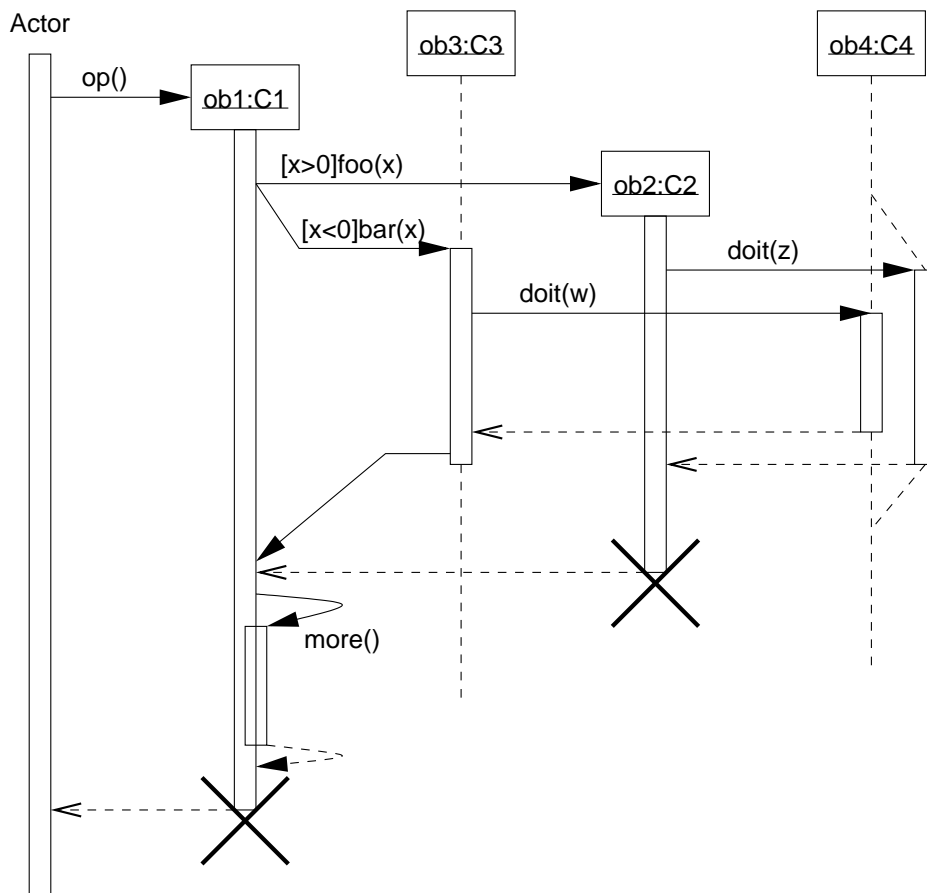 Actor
ob3:C3
ob4:C4
op()
ob1:C1
[x>0]foo(x)
ob2:C2
[x<0]bar(x)
doit(z)
doit(w)
more()